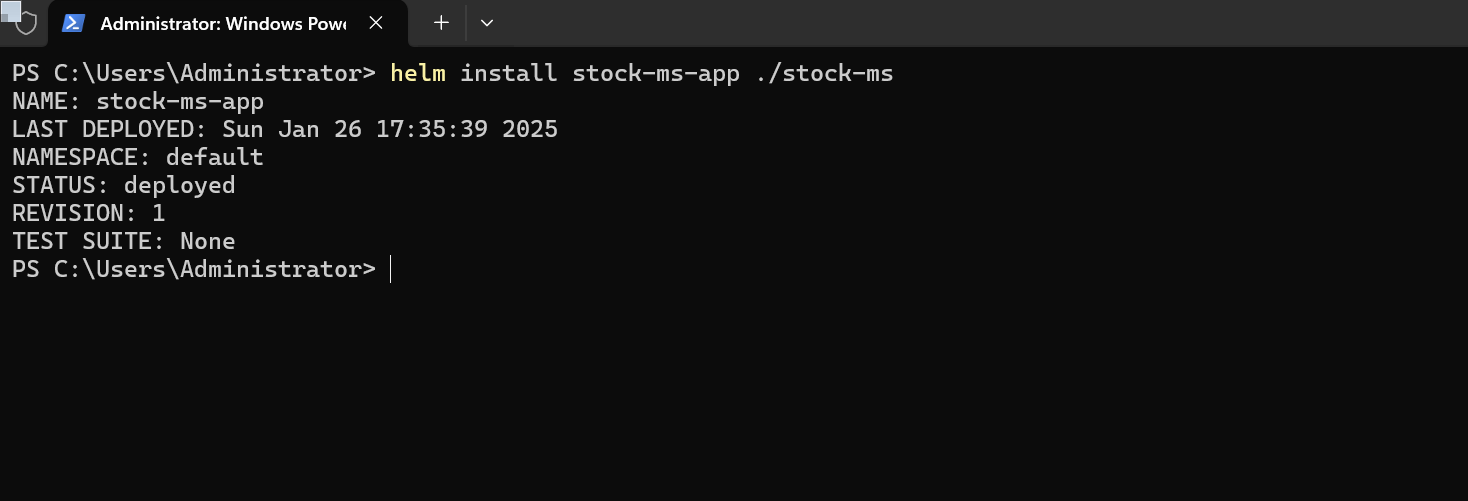 Administrator: Windows Powe
PS C:\Users\Administrator> helm install stock-ms-app ./stock-ms
NAME: stock-ms-app
LAST DEPLOYED: Sun Jan 26 17:35:39 2025
NAMESPACE: default
STATUS: deployed
REVISION: 1
TEST SUITE: None
PS C:\Users\Administrator>